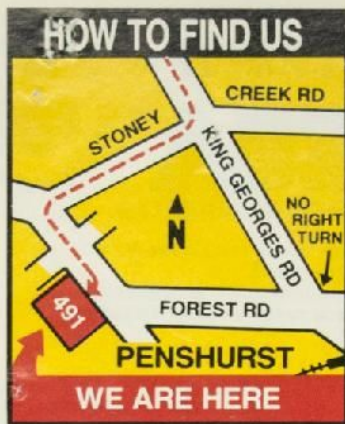 HOW TO FIND US
CREEK RD
STONEY
KING GEORGES RD
N
NO
RIGHT
TURN
491
FOREST RD
PENSHURST
WE ARE HERE